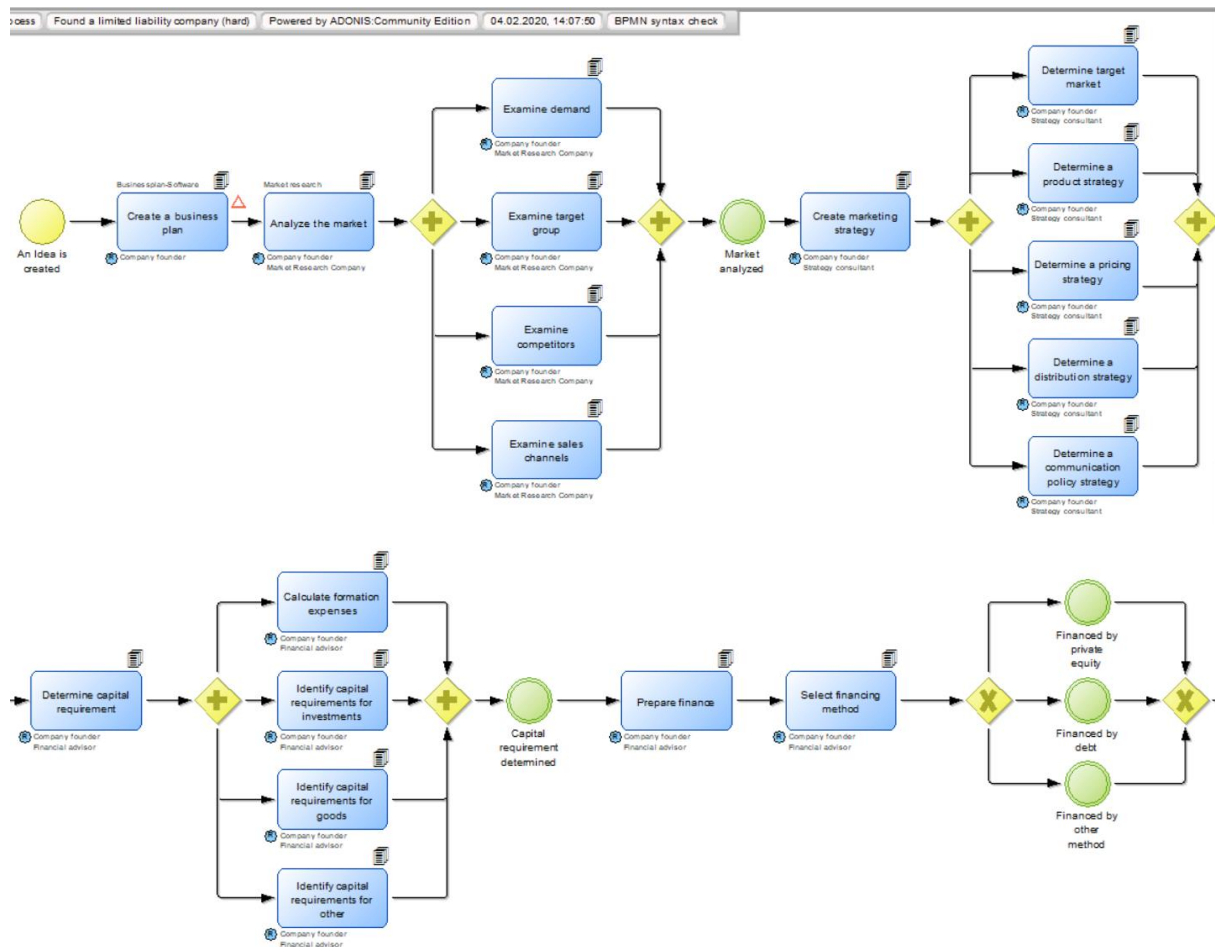 ocess
Found a limited liability company (hard)
Powered by ADONIS:Community Edition
04.02.2020, 14:07:50
BPMN syntax check
An Idea is
created
Businessplan-Software
Create a business
plan
Company founder
Market research
Analyze the market
Company founder
Market Research Company
Examine demand
Company founder
Market Research Company
Examine target
group
Company founder
Market Research Company
Examine
competitors
Company founder
Market Research Company
Examine sales
channels
Company founder
Market Research Company
Market
analyzed
Create marketing
strategy
Company founder
Strategy consultant
Determine target
market
Company founder
Strategy consultant
Determine a
product strategy
Company founder
Strategy consultant
Determine a pricing
strategy
Company founder
Strategy consultant
Determine a
distribution strategy
Company founder
Strategy consultant
Determine a
communication
policy strategy
Company founder
Strategy consultant
Determine capital
requirement
Company founder
Financial advisor
Calculate formation
expenses
Company founder
Financial advisor
Identify capital
requirements for
investments
Company founder
Financial advisor
Identify capital
requirements for
goods
Company founder
Financial advisor
Identify capital
requirements for
other
Company founder
Financial advisor
Capital
requirement
determined
Prepare finance
Company founder
Financial advisor
Select financing
method
Company founder
Financial advisor
Financed by
private
equity
Financed by
debt
Financed by
other
method